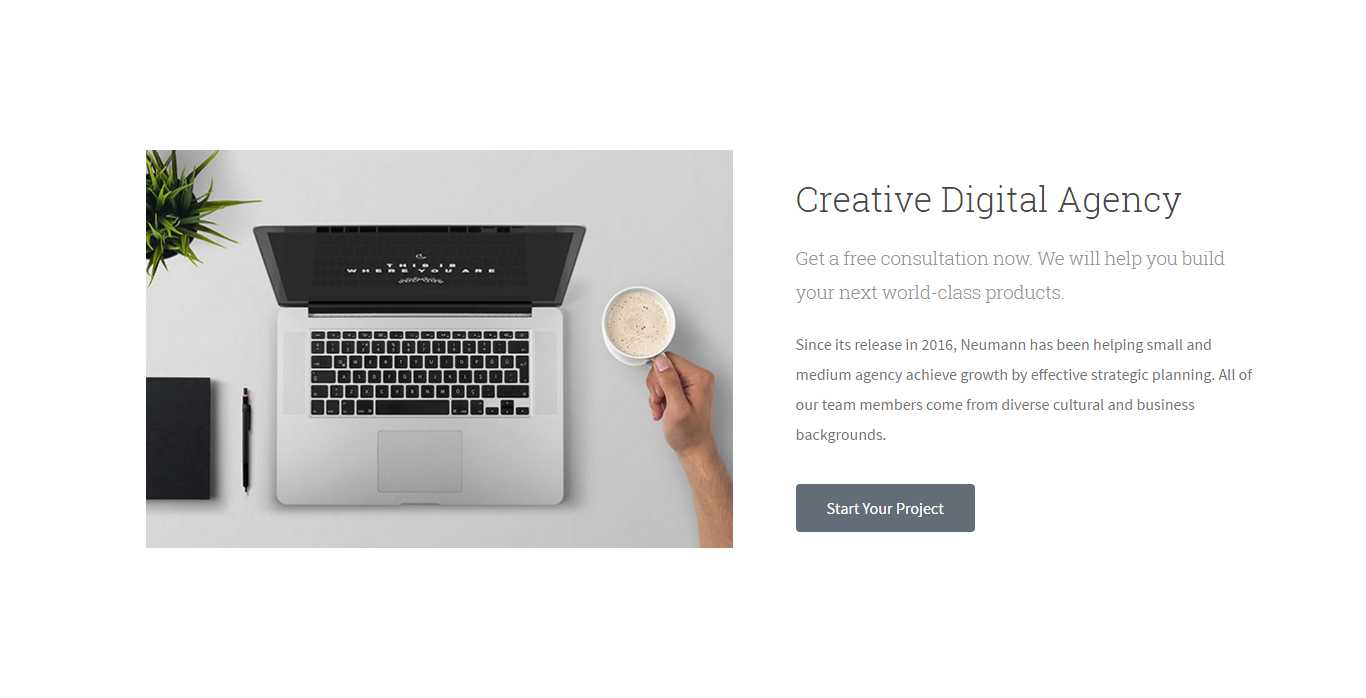 THIS IS
WHERE YOU ARE
Creative Digital Agency
Get a free consultation now. We will help you build
your next world-class products.
Since its release in 2016, Neumann has been helping small and
medium agency achieve growth by effective strategic planning. All of
our team members come from diverse cultural and business
backgrounds.
Start Your Project